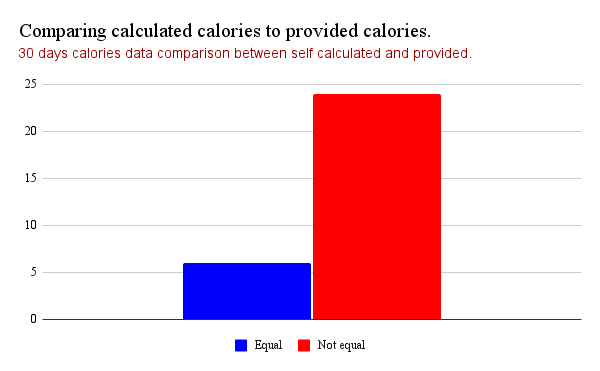 Comparing calculated calories to provided calories.
30 days calories data comparison between self calculated and provided.
25
20
15
10
5
0
Equal Not equal